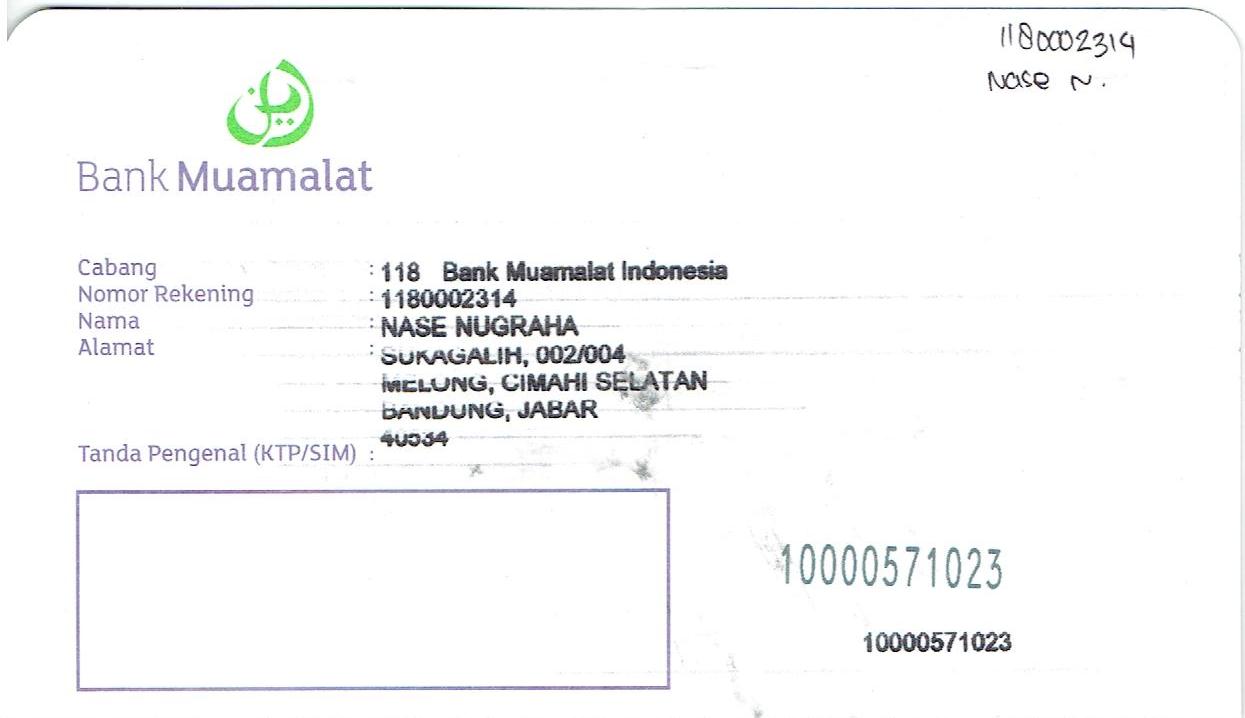 1180002314
Nase N.
Bank Muamalat
Cabang : 118 Bank Muamalat Indonesia
Nomor Rekening : 1180002314
Nama : NASE NUGRAHA
Alamat : SUKAGALIH, 002/004
MELONG, CIMAHI SELATAN
BANDUNG, JABAR
40534
Tanda Pengenal (KTP/SIM) :
10000571023
10000571023